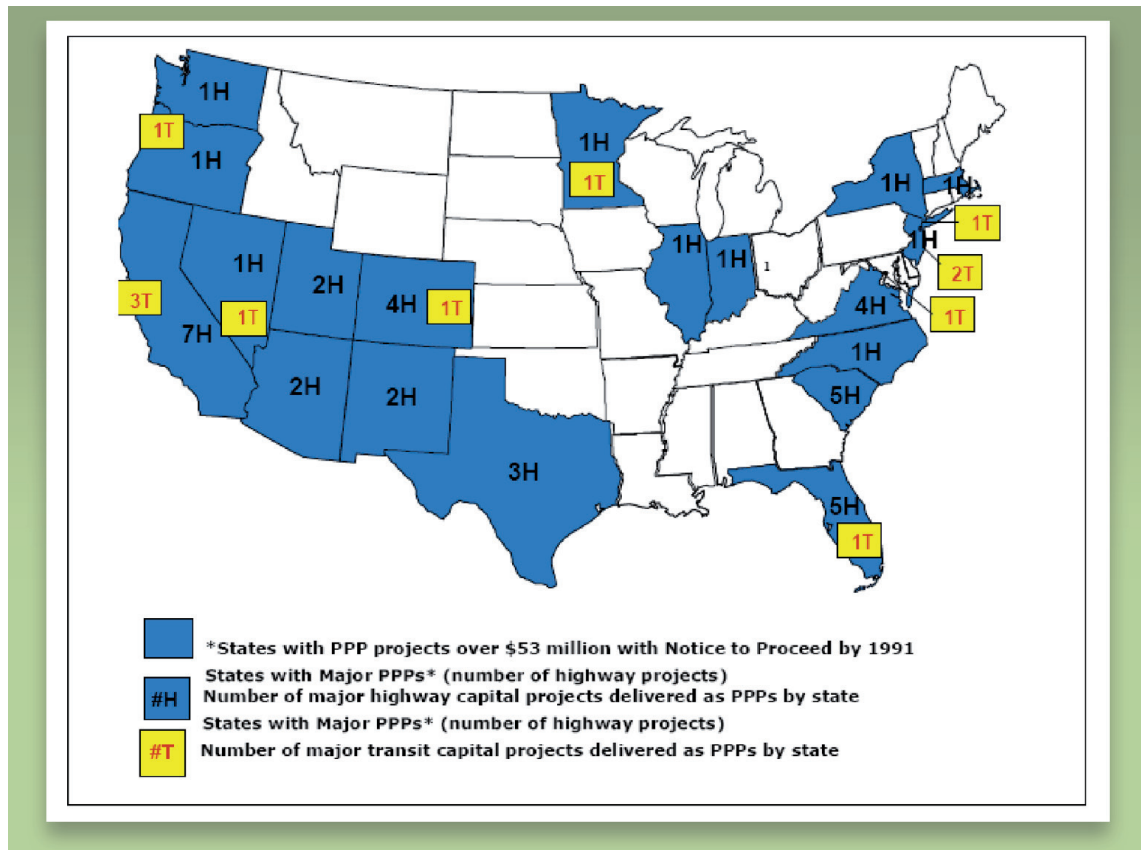 1H
1T
1H
1H
1T
1H
1H
1T
1H
1H
1H
1H
1
2T
1H
2H
4H
1T
3T
1T
7H
4H
1T
1H
2H
2H
5H
3H
5H
1T
*States with PPP projects over $53 million with Notice to Proceed by 1991
States with Major PPPs* (number of highway projects)
#H Number of major highway capital projects delivered as PPPs by state
States with Major PPPs* (number of highway projects)
#T Number of major transit capital projects delivered as PPPs by state